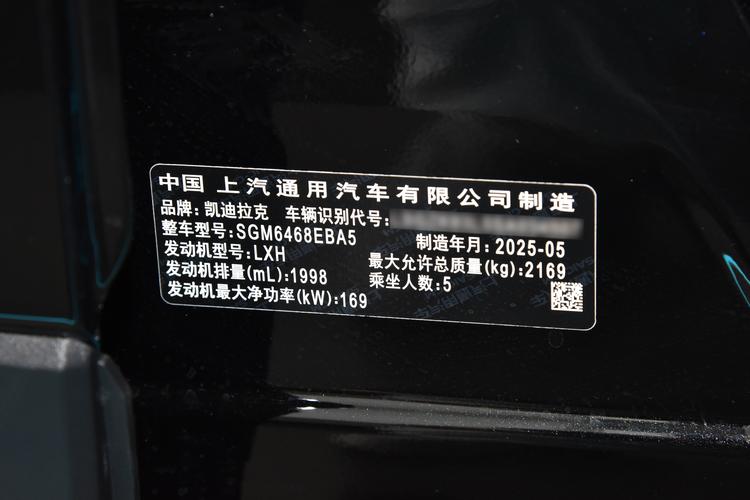 中国 上汽通用汽车有限公司制造
品牌:凯迪拉克 车辆识别代号:
整车型号:SGM6468EBA5 制造年月:2025-05
发动机型号:LXH 最大允许总质量(kg):2169
发动机排量(mL):1998 乘坐人数:5
发动机最大净功率(kW):169